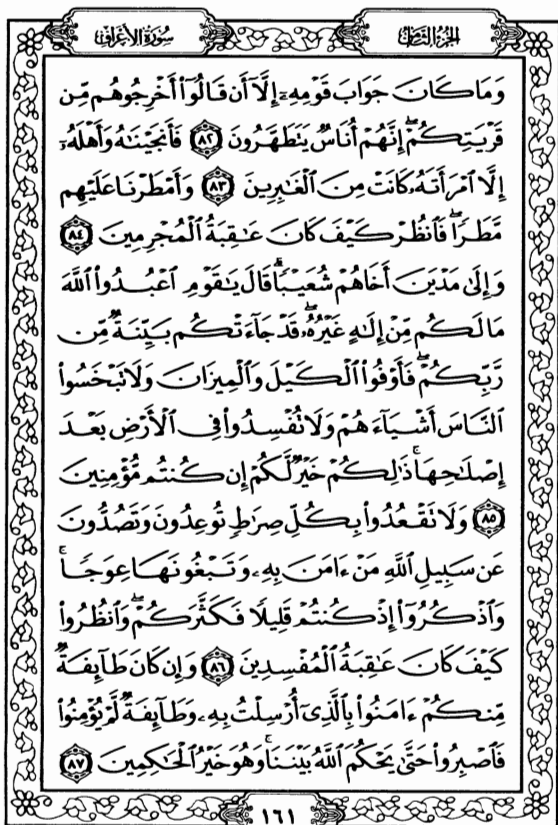 الجزء الثامن سورة الأعراف
وَمَا كَانَ جَوَابَ قَوْمِهِۦٓ إِلَّآ أَن قَالُوٓا۟ أَخْرِجُوهُم مِّن
قَرْيَتِكُمْ ۖ إِنَّهُمْ أُنَاسٌ يَتَطَهَّرُونَ ﴿٨٢﴾ فَأَنجَيْنَٰهُ وَأَهْلَهُۥٓ
إِلَّا ٱمْرَأَتَهُۥ كَانَتْ مِنَ ٱلْغَٰبِرِينَ ﴿٨٣﴾ وَأَمْطَرْنَا عَلَيْهِم
مَّطَرًا ۖ فَٱنظُرْ كَيْفَ كَانَ عَٰقِبَةُ ٱلْمُجْرِمِينَ ﴿٨٤﴾
وَإِلَىٰ مَدْيَنَ أَخَاهُمْ شُعَيْبًا ۗ قَالَ يَٰقَوْمِ ٱعْبُدُوا۟ ٱللَّهَ
مَا لَكُم مِّنْ إِلَٰهٍ غَيْرُهُۥ ۖ قَدْ جَآءَتْكُم بَيِّنَةٌ مِّن
رَّبِّكُمْ ۖ فَأَوْفُوا۟ ٱلْكَيْلَ وَٱلْمِيزَانَ وَلَا تَبْخَسُوا۟
ٱلنَّاسَ أَشْيَآءَهُمْ وَلَا تُفْسِدُوا۟ فِى ٱلْأَرْضِ بَعْدَ
إِصْلَٰحِهَا ۚ ذَٰلِكُمْ خَيْرٌ لَّكُمْ إِن كُنتُم مُّؤْمِنِينَ
﴿٨٥﴾ وَلَا تَقْعُدُوا۟ بِكُلِّ صِرَٰطٍ تُوعِدُونَ وَتَصُدُّونَ
عَن سَبِيلِ ٱللَّهِ مَنْ ءَامَنَ بِهِۦ وَتَبْغُونَهَا عِوَجًا ۚ
وَٱذْكُرُوٓا۟ إِذْ كُنتُمْ قَلِيلًا فَكَثَّرَكُمْ ۖ وَٱنظُرُوا۟
كَيْفَ كَانَ عَٰقِبَةُ ٱلْمُفْسِدِينَ ﴿٨٦﴾ وَإِن كَانَ طَآئِفَةٌ
مِّنكُمْ ءَامَنُوا۟ بِٱلَّذِىٓ أُرْسِلْتُ بِهِۦ وَطَآئِفَةٌ لَّمْ يُؤْمِنُوا۟
فَٱصْبِرُوا۟ حَتَّىٰ يَحْكُمَ ٱللَّهُ بَيْنَنَا ۚ وَهُوَ خَيْرُ ٱلْحَٰكِمِينَ ﴿٨٧﴾
١٦١